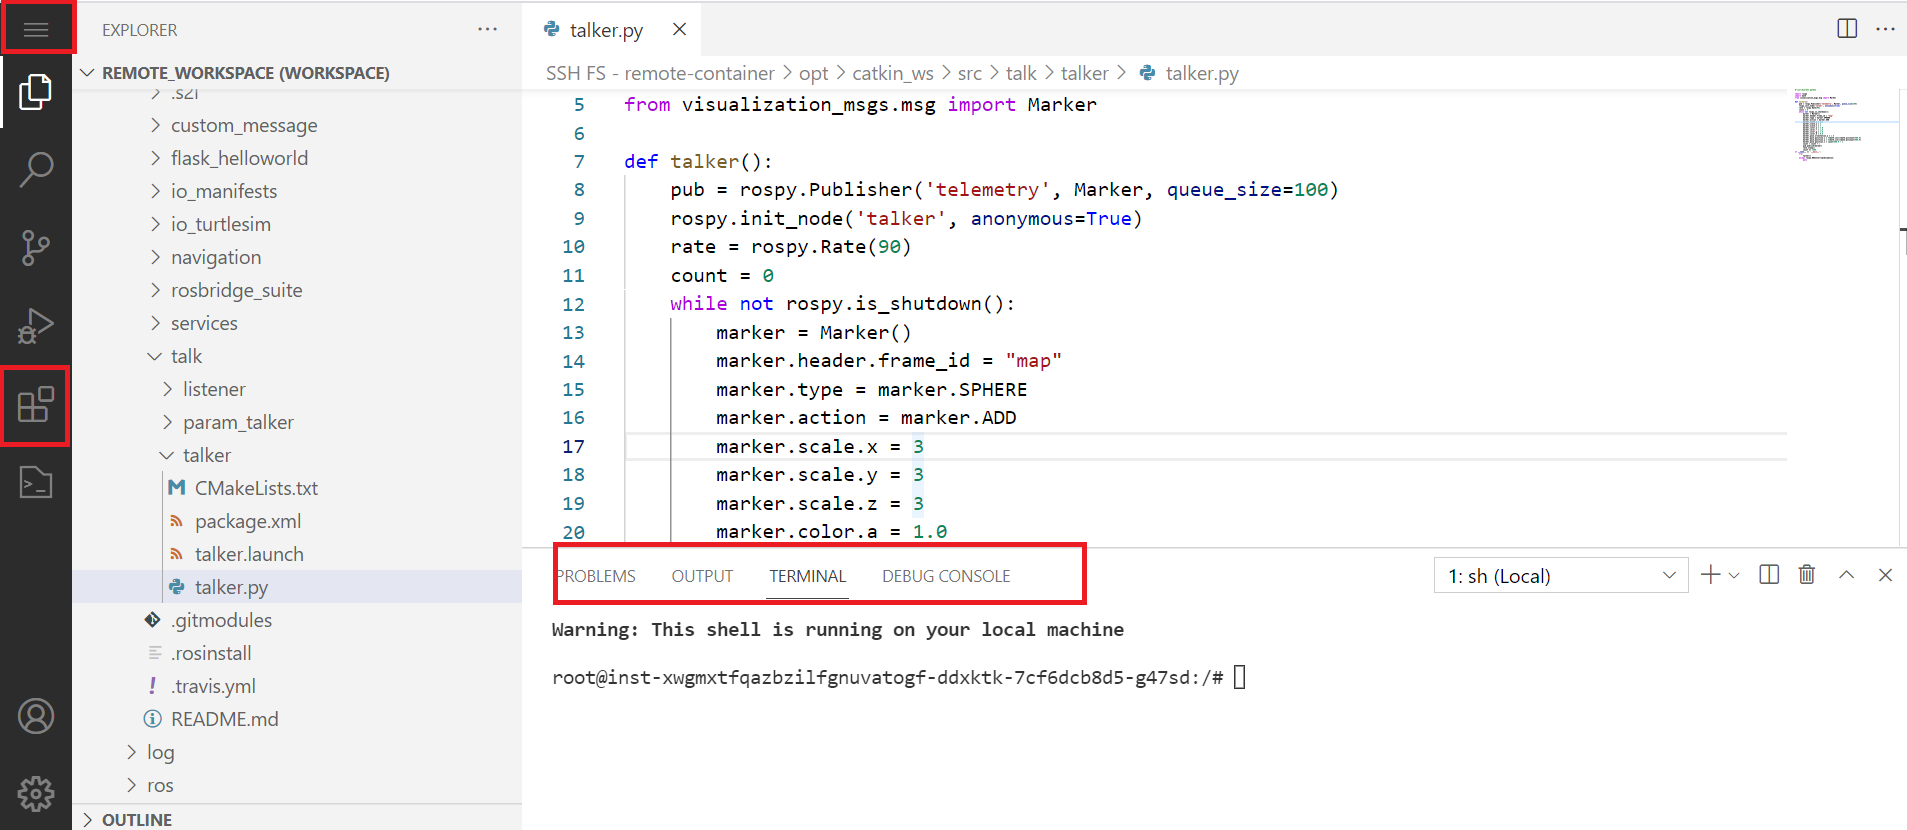 EXPLORER
REMOTE_WORKSPACE (WORKSPACE)
.s2i
custom_message
flask_helloworld
io_manifests
io_turtlesim
navigation
rosbridge_suite
services
talk
listener
param_talker
talker
CMakeLists.txt
package.xml
talker.launch
talker.py
.gitmodules
.rosinstall
.travis.yml
README.md
log
ros
OUTLINE
talker.py
SSH FS - remote-container > opt > catkin_ws > src > talk > talker > talker.py
5 from visualization_msgs.msg import Marker
6
7 def talker():
8 pub = rospy.Publisher('telemetry', Marker, queue_size=100)
9 rospy.init_node('talker', anonymous=True)
10 rate = rospy.Rate(90)
11 count = 0
12 while not rospy.is_shutdown():
13 marker = Marker()
14 marker.header.frame_id = "map"
15 marker.type = marker.SPHERE
16 marker.action = marker.ADD
17 marker.scale.x = 3
18 marker.scale.y = 3
19 marker.scale.z = 3
20 marker.color.a = 1.0
PROBLEMS OUTPUT TERMINAL DEBUG CONSOLE 1: sh (Local)
Warning: This shell is running on your local machine
root@inst-xwgmxtfqazbzilfgnuvatogf-ddxktk-7cf6dcb8d5-g47sd:/#